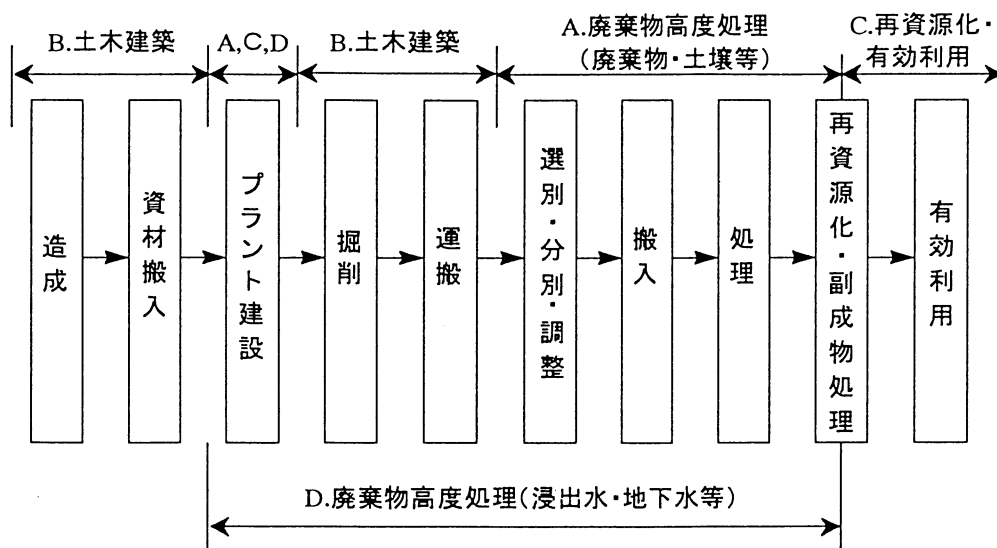 B.土木建築
A,C,D
B.土木建築
A.廃棄物高度処理
(廃棄物・土壌等)
C.再資源化・
有効利用
造成
資材搬入
プラント建設
掘削
運搬
選別・分別・調整
搬入
処理
再資源化・副成物処理
有効利用
D.廃棄物高度処理(浸出水・地下水等)